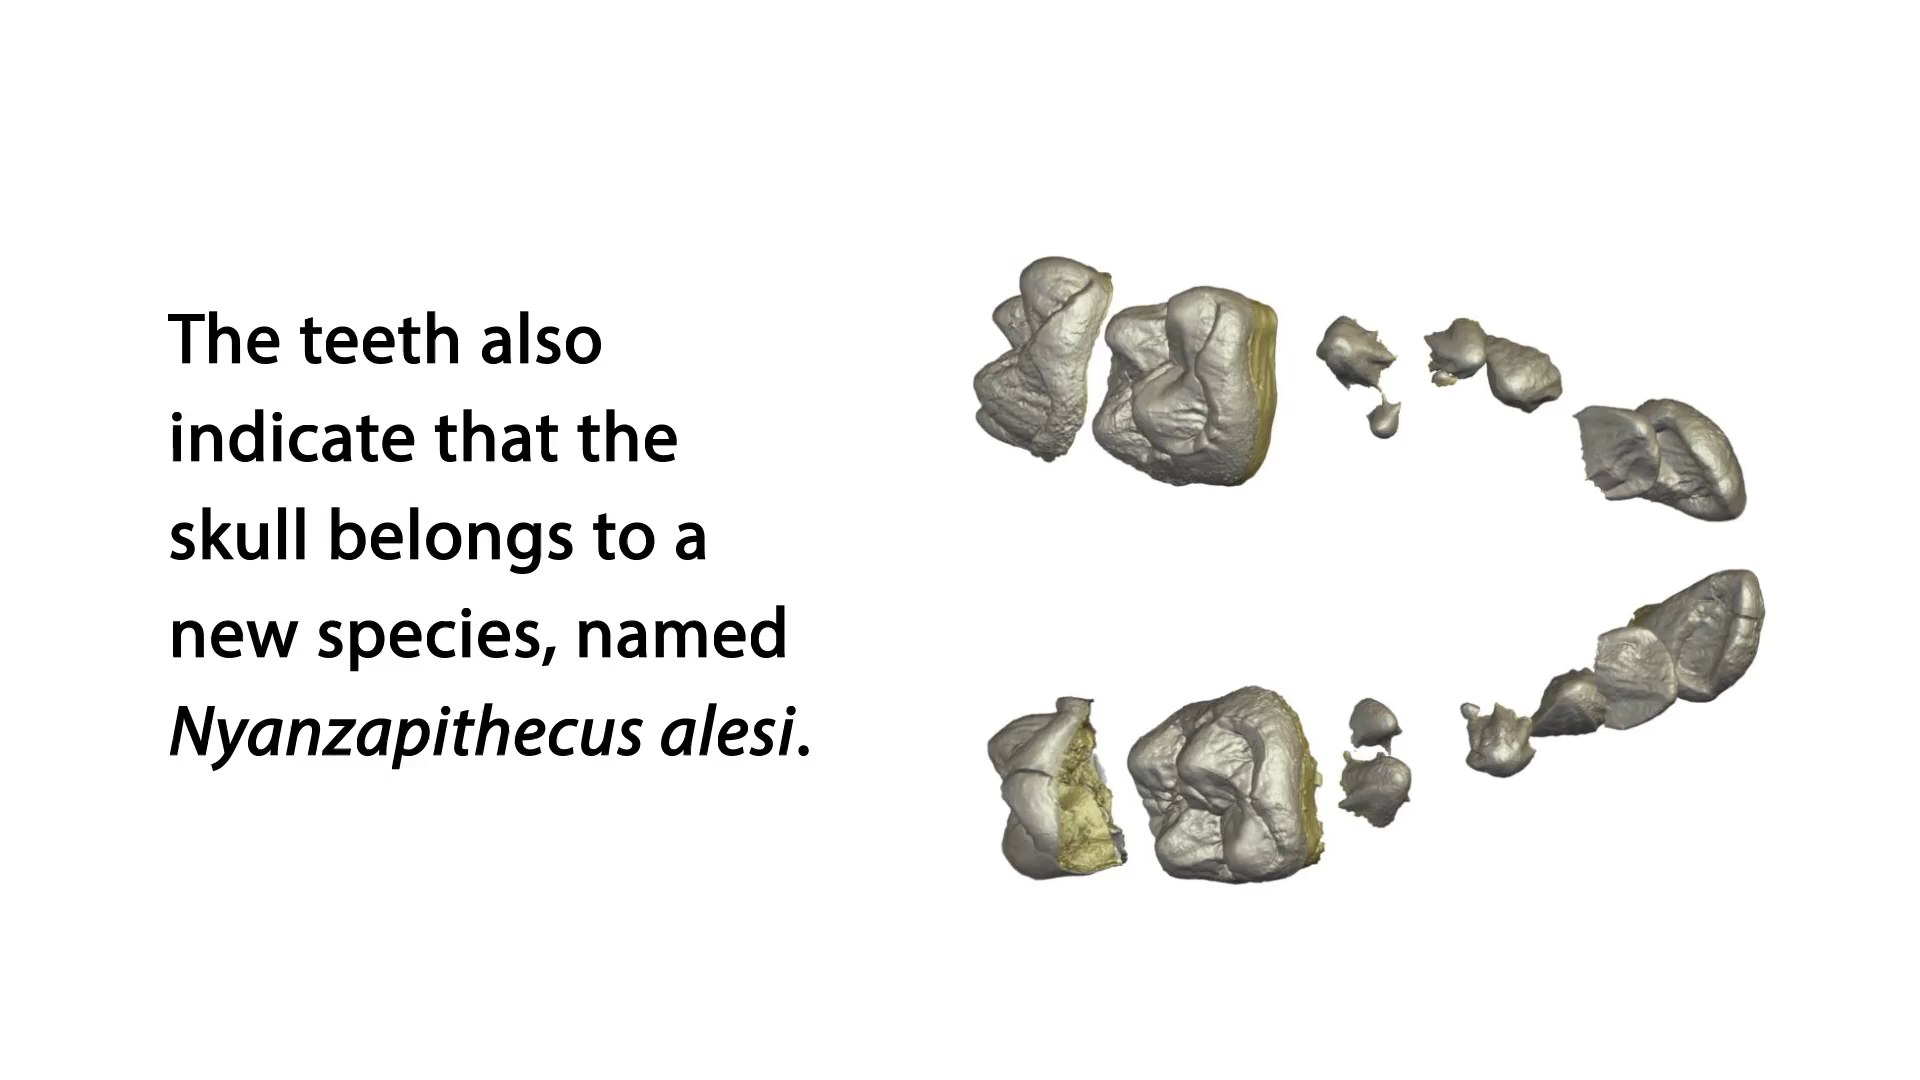 The teeth also
indicate that the
skull belongs to a
new species, named
Nyanzapithecus alesi.